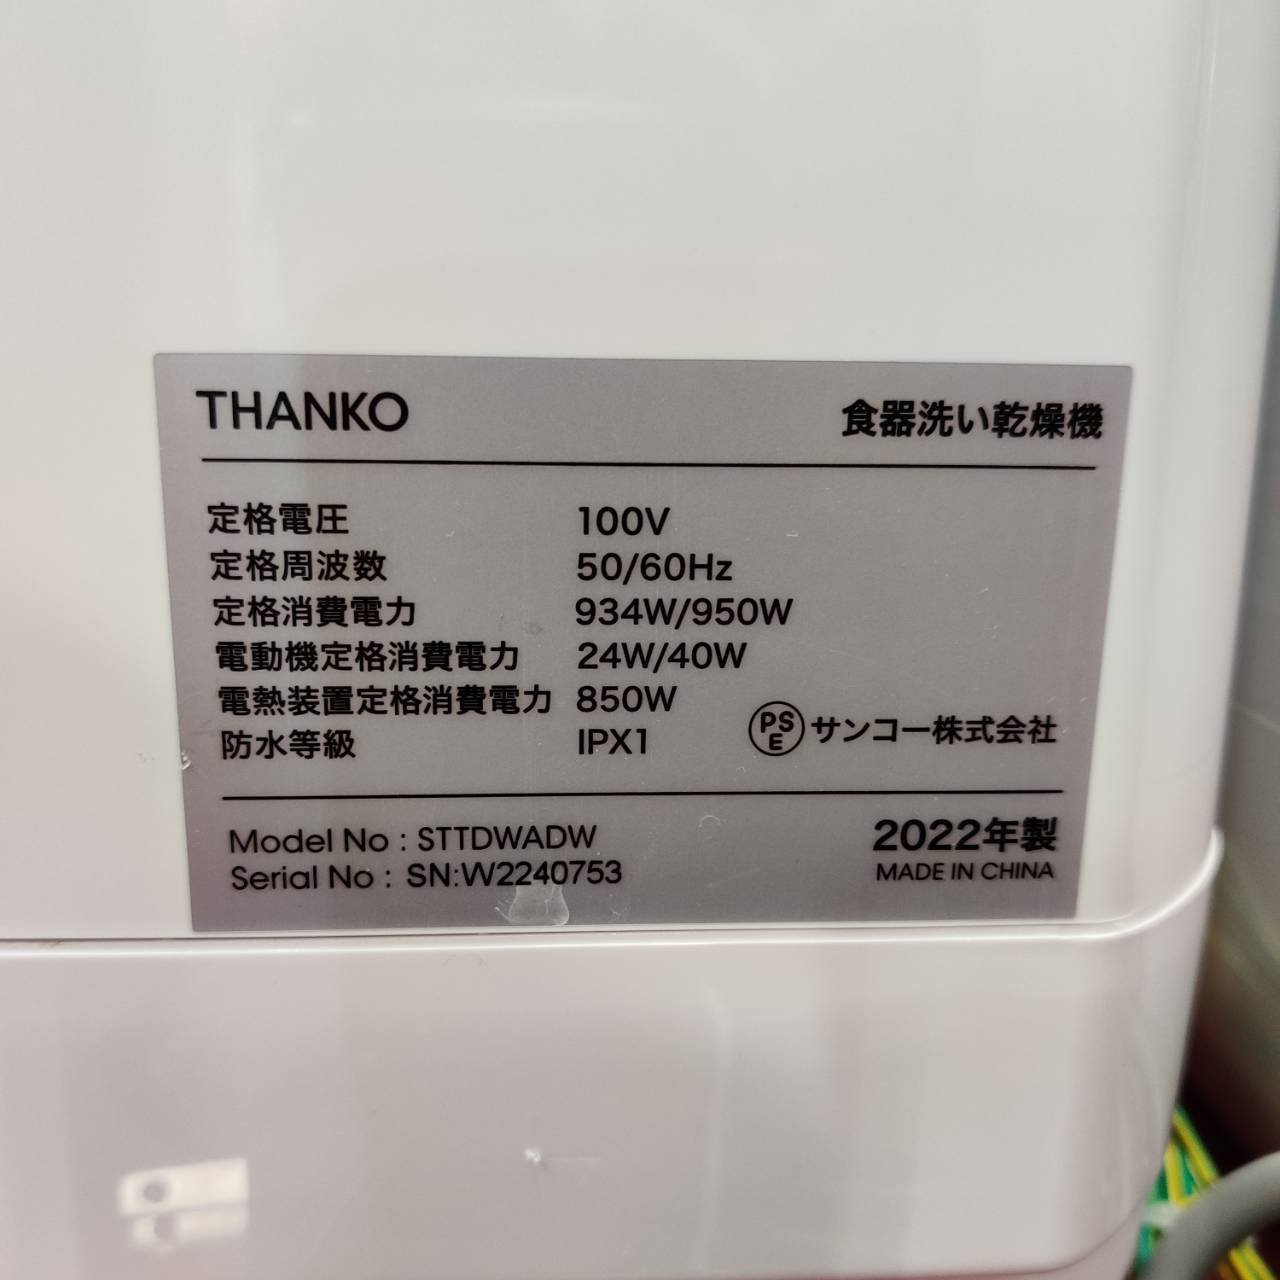 THANKO 食器洗い乾燥機
定格電圧 100V
定格周波数 50/60Hz
定格消費電力 934W/950W
電動機定格消費電力 24W/40W
電熱装置定格消費電力 850W
防水等級 IPX1
PSE サンコー株式会社
Model No : STTDWADW 2022年製
Serial No : SN:W2240753 MADE IN CHINA